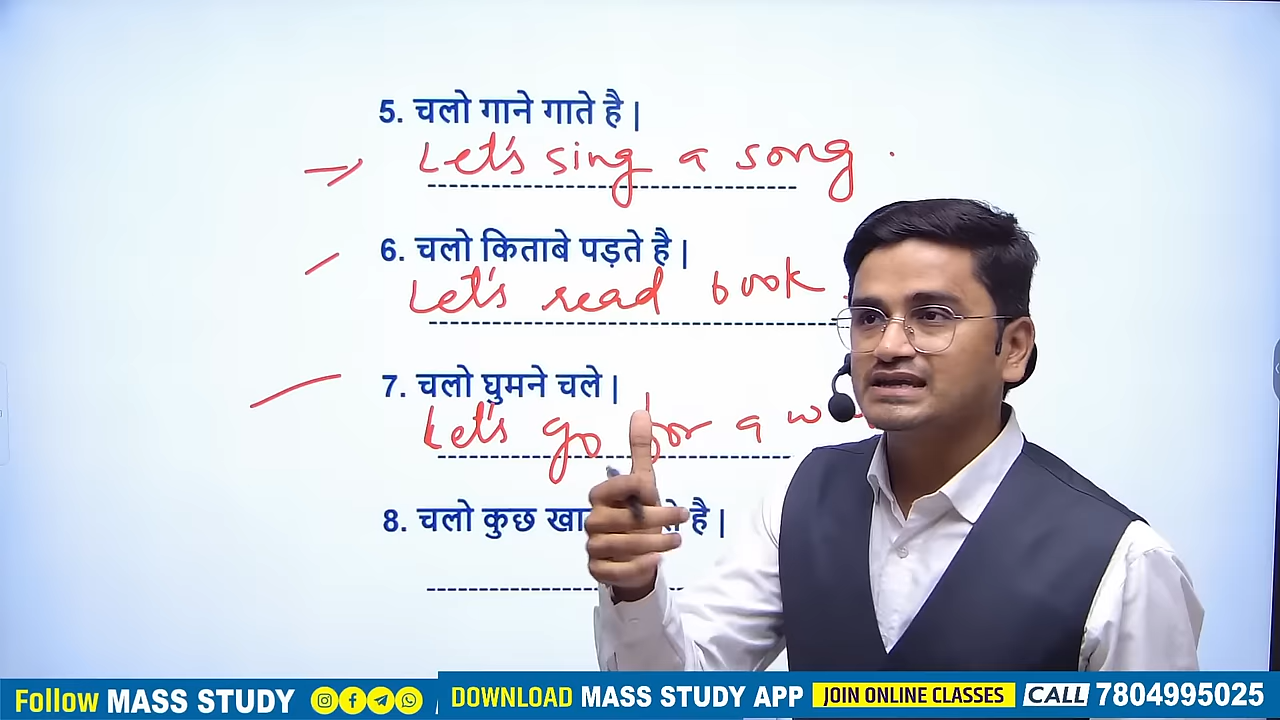 5. चलो गाने गाते है |
Let's sing a song.
6. चलो किताबे पड़ते है |
Let's read book.
7. चलो घुमने चले |
Let's go for a
8. चलो कुछ है |
Follow MASS STUDY
DOWNLOAD MASS STUDY APP JOIN ONLINE CLASSES CALL 7804995025